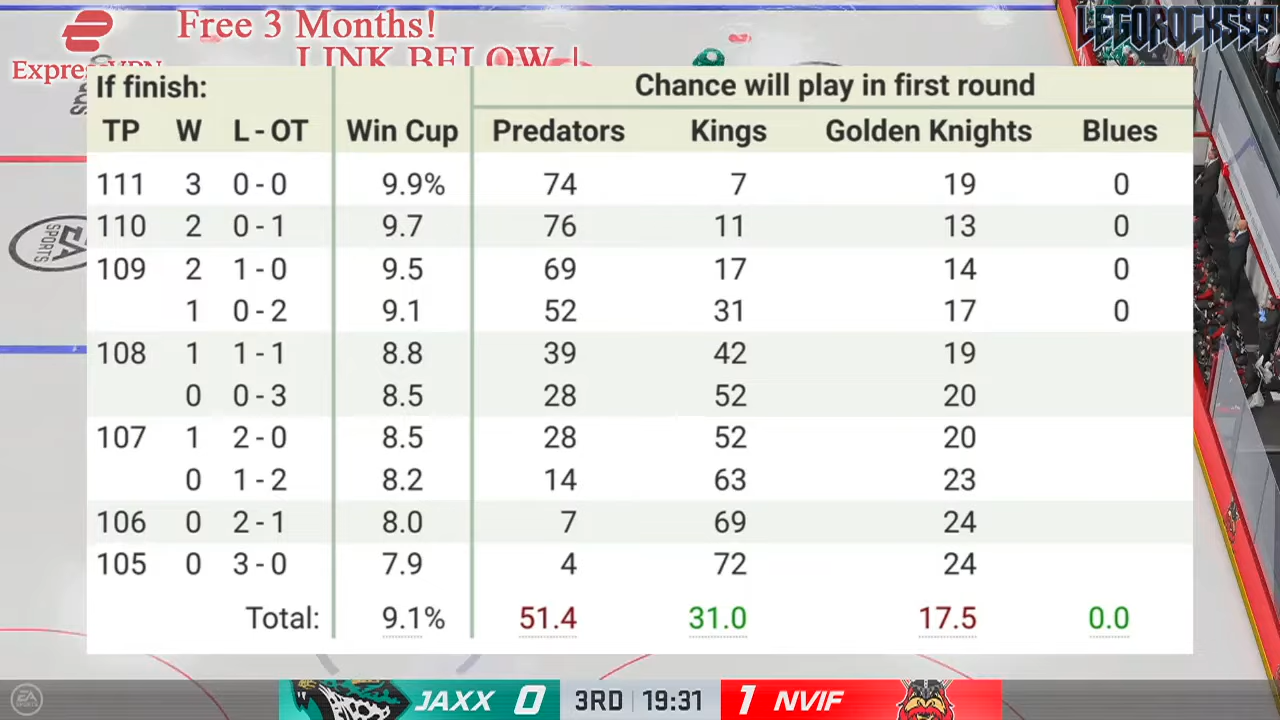 LEGOROCKS99
Free 3 Months!
LINK BELOW
ExpressVPN
If finish: Chance will play in first round
TP W L - OT Win Cup Predators Kings Golden Knights Blues
111 3 0 - 0 9.9% 74 7 19 0
110 2 0 - 1 9.7 76 11 13 0
109 2 1 - 0 9.5 69 17 14 0
1 0 - 2 9.1 52 31 17 0
108 1 1 - 1 8.8 39 42 19
0 0 - 3 8.5 28 52 20
107 1 2 - 0 8.5 28 52 20
0 1 - 2 8.2 14 63 23
106 0 2 - 1 8.0 7 69 24
105 0 3 - 0 7.9 4 72 24
Total: 9.1% 51.4 31.0 17.5 0.0
EA SPORTS
JAXX 0 3RD 19:31 1 NVIF